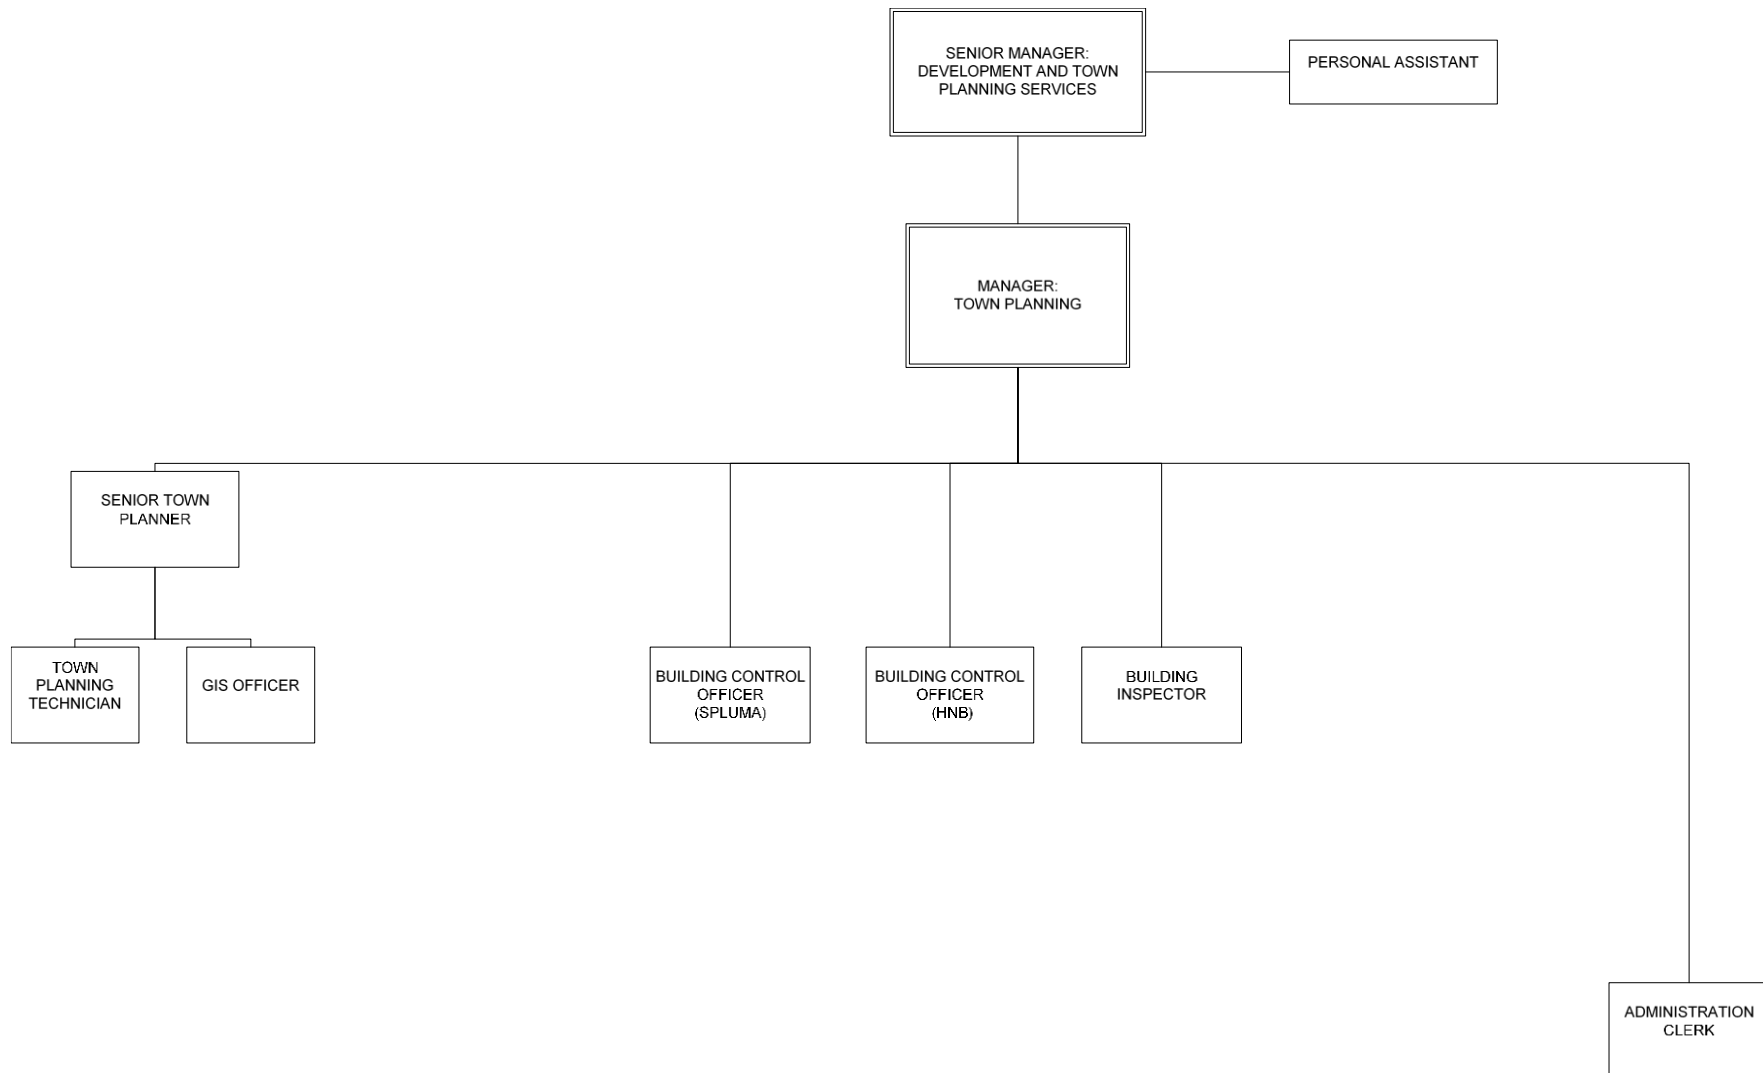 SENIOR MANAGER:
DEVELOPMENT AND TOWN
PLANNING SERVICES
PERSONAL ASSISTANT
MANAGER:
TOWN PLANNING
SENIOR TOWN
PLANNER
TOWN
PLANNING
TECHNICIAN
GIS OFFICER
BUILDING CONTROL
OFFICER
(SPLUMA)
BUILDING CONTROL
OFFICER
(HNB)
BUILDING
INSPECTOR
ADMINISTRATION
CLERK